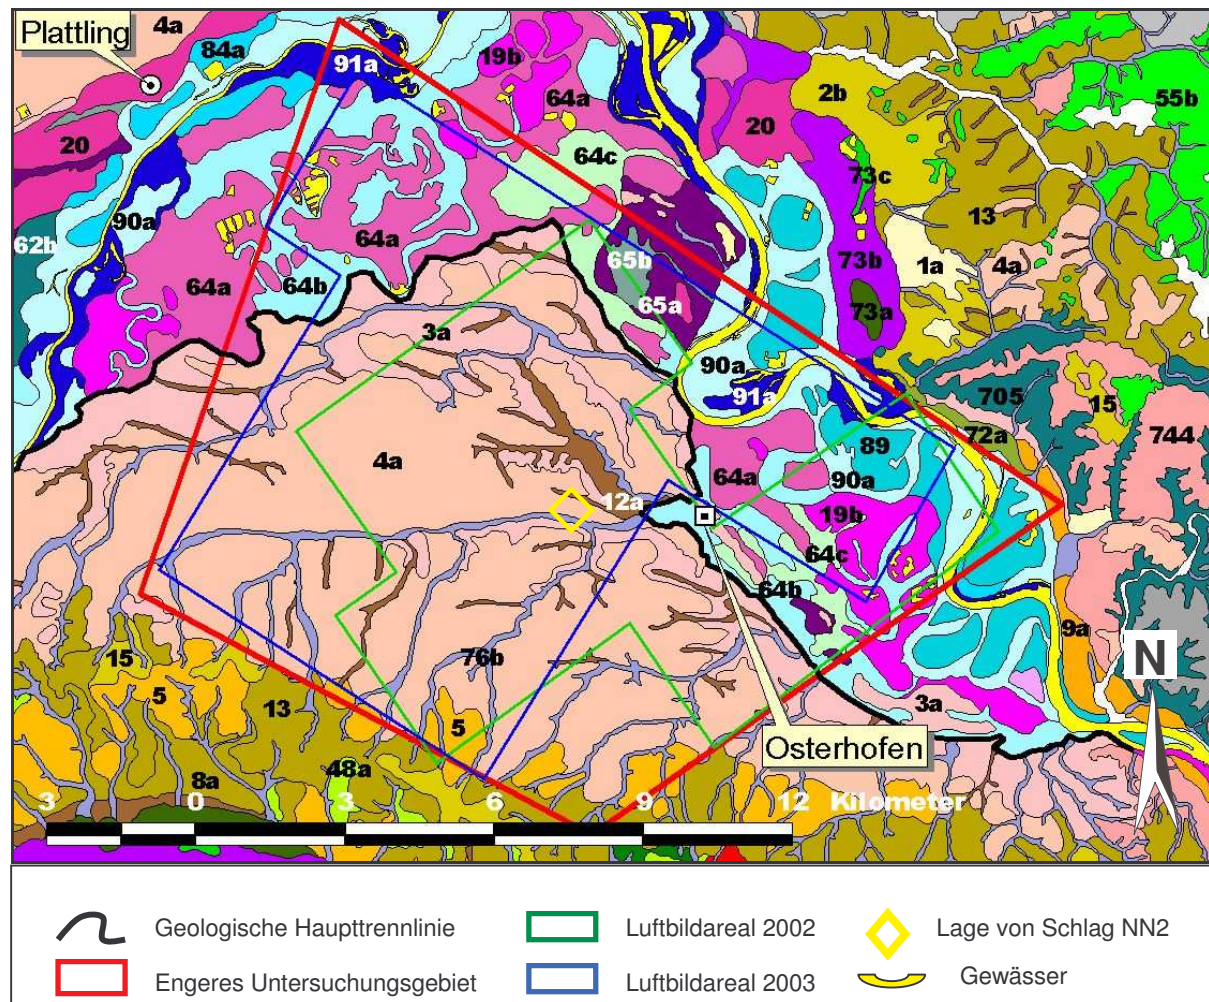 4a
Plattling
84a
91a
19b
64a
2b
55b
20
20
64c
73c
13
90a
64a
62b
65b
73b
1a
4a
64a
64b
65a
73a
3a
90a
91a
705
15
72a
744
4a
64a
89
90a
12a
19b
64c
64b
9a
N
15
76b
5
13
5
3a
Osterhofen
8a
48a
3 0 3 6 9 12 Kilometer
Geologische Haupttrennlinie
Luftbildareal 2002
Lage von Schlag NN2
Engeres Untersuchungsgebiet
Luftbildareal 2003
Gewässer